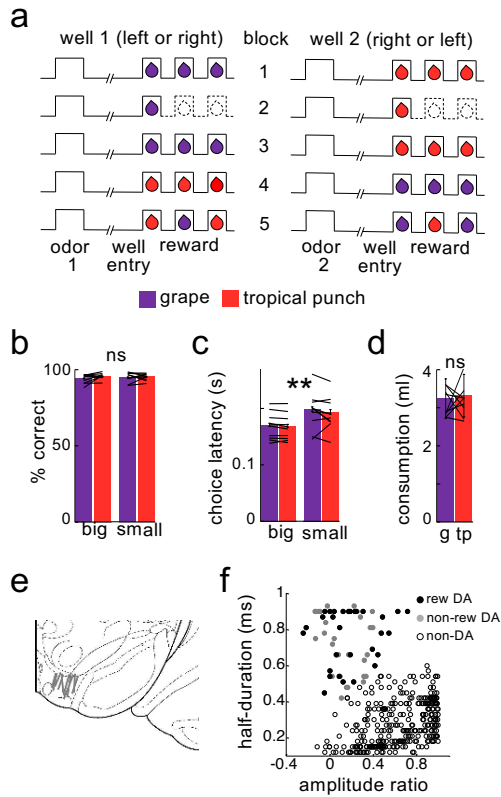 a
well 1 (left or right) block well 2 (right or left)
1
2
3
4
5
odor 1 well entry reward
odor 2 well entry reward
grape tropical punch
b
ns
% correct
100
50
0
big small
c
**
choice latency (s)
0.1
0
big small
d
ns
consumption (ml)
4
2
0
g tp
e
f
rew DA
non-rew DA
non-DA
half-duration (ms)
1
0.8
0.6
0.4
0.2
-0.4 0 0.4 0.8
amplitude ratio